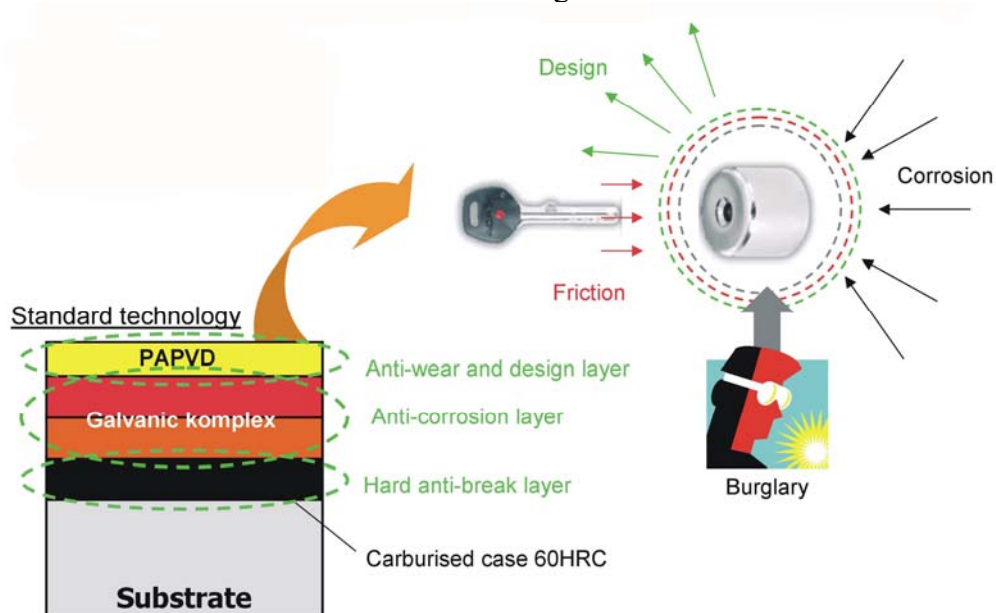 Design
Corrosion
Friction
Standard technology
PAPVD
Anti-wear and design layer
Galvanic komplex
Anti-corrosion layer
Hard anti-break layer
Burglary
Carburised case 60HRC
Substrate